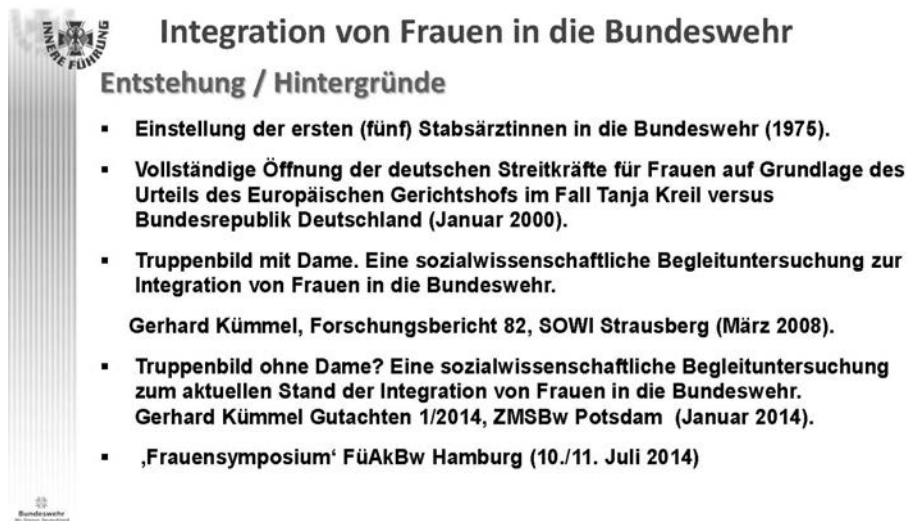 INNERE FÜHRUNG
Integration von Frauen in die Bundeswehr
Entstehung / Hintergründe
▪ Einstellung der ersten (fünf) Stabsärztinnen in die Bundeswehr (1975).
▪ Vollständige Öffnung der deutschen Streitkräfte für Frauen auf Grundlage des
Urteils des Europäischen Gerichtshofs im Fall Tanja Kreil versus
Bundesrepublik Deutschland (Januar 2000).
▪ Truppenbild mit Dame. Eine sozialwissenschaftliche Begleituntersuchung zur
Integration von Frauen in die Bundeswehr.
Gerhard Kümmel, Forschungsbericht 82, SOWI Strausberg (März 2008).
▪ Truppenbild ohne Dame? Eine sozialwissenschaftliche Begleituntersuchung
zum aktuellen Stand der Integration von Frauen in die Bundeswehr.
Gerhard Kümmel Gutachten 1/2014, ZMSBw Potsdam (Januar 2014).
▪ ‚Frauensymposium‘ FüAkBw Hamburg (10./11. Juli 2014)
Bundeswehr